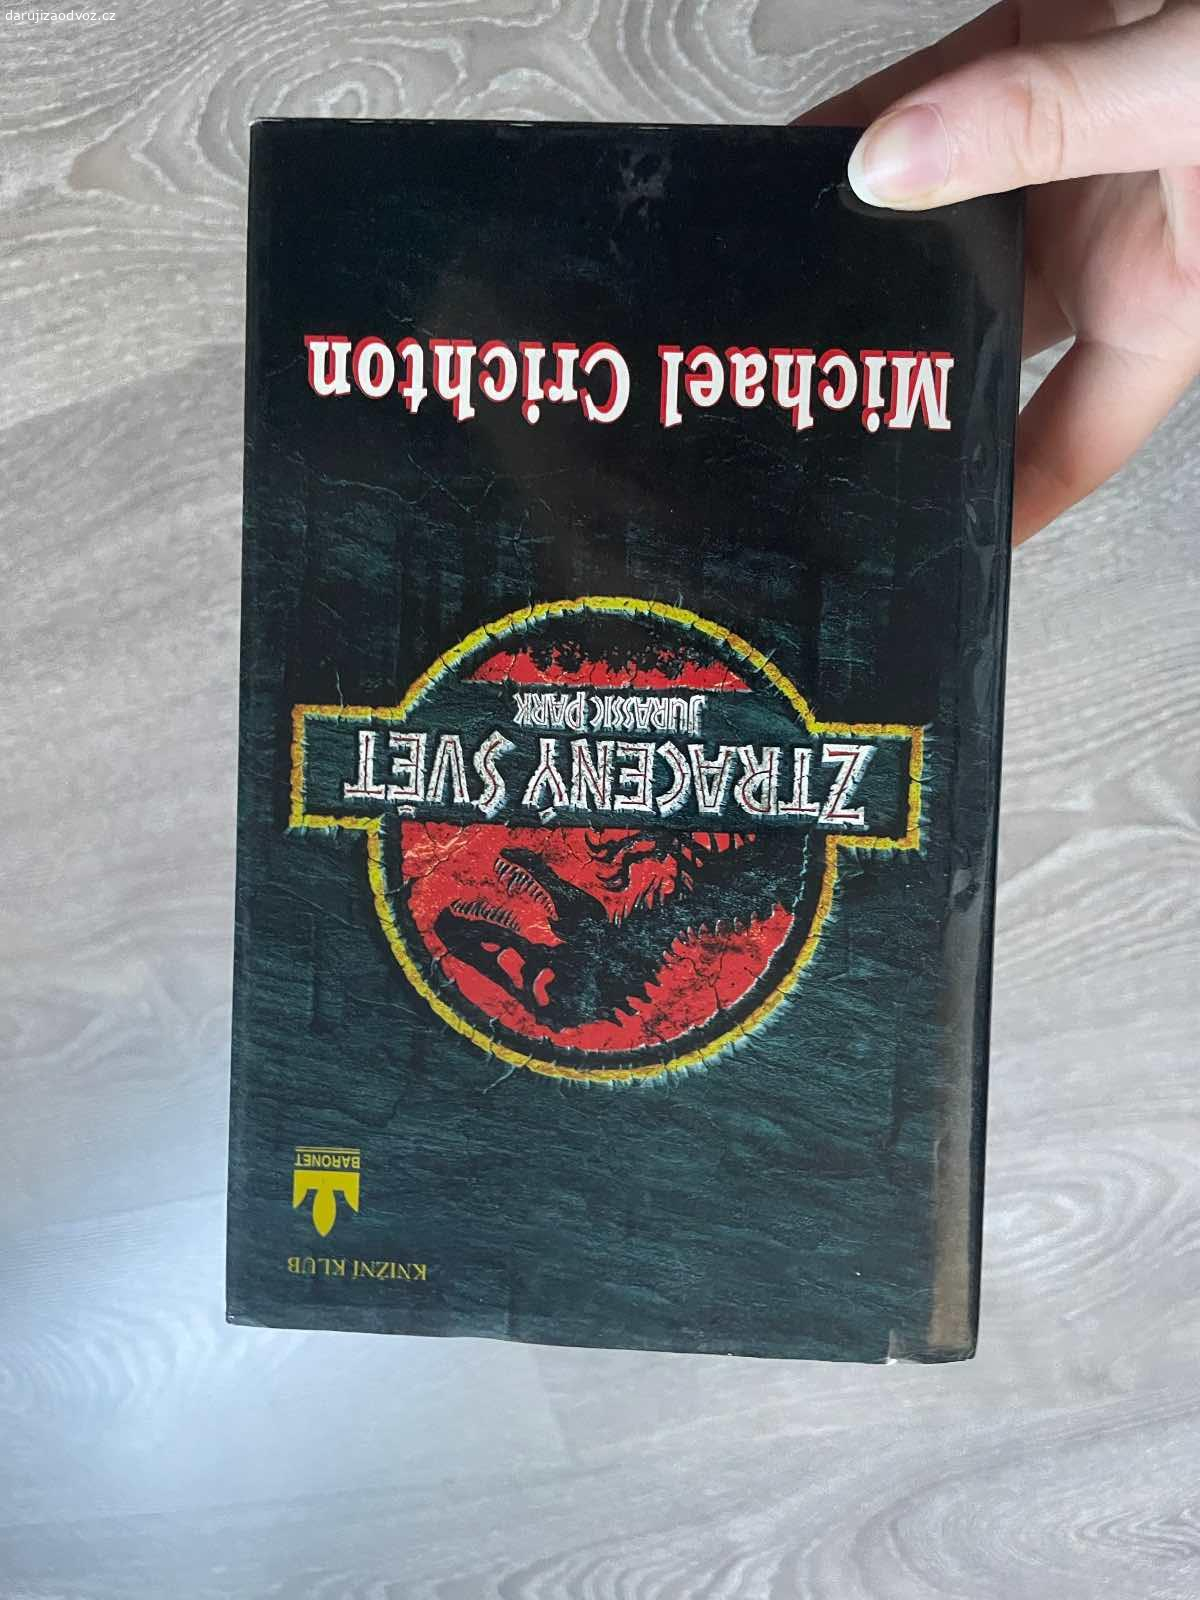 darujizaodvoz.cz
KNIŽNÍ KLUB
BARONET
ZTRACENÝ SVĚT
JURASSIC PARK
Michael Crichton